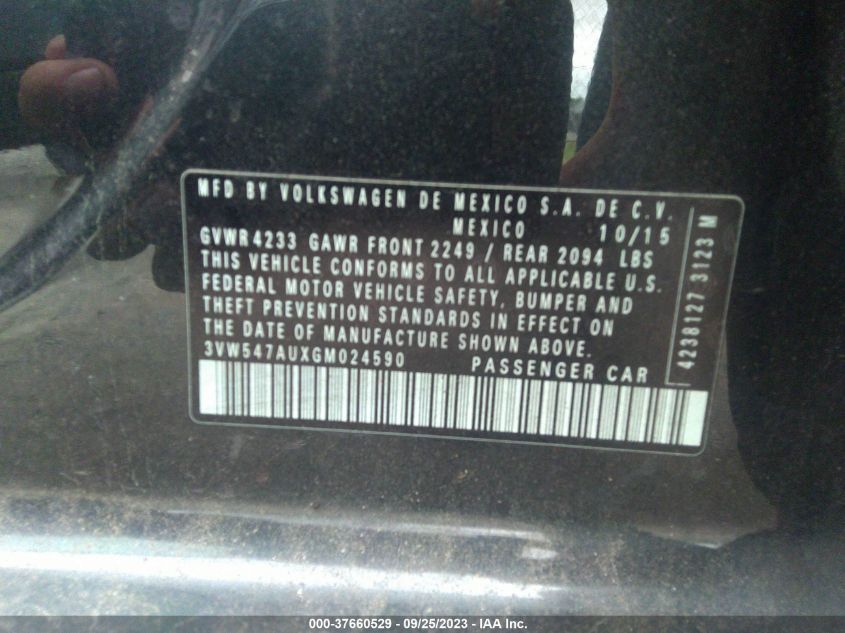 MFD BY VOLKSWAGEN DE MEXICO S.A. DE C.V.
MEXICO 10/15
GVWR 4233 GAWR FRONT 2249 / REAR 2094 LBS
THIS VEHICLE CONFORMS TO ALL APPLICABLE U.S.
FEDERAL MOTOR VEHICLE SAFETY, BUMPER AND
THEFT PREVENTION STANDARDS IN EFFECT ON
THE DATE OF MANUFACTURE SHOWN ABOVE.
3VW547AUXGM024590 PASSENGER CAR
4238127 3123 M
000-37660529 - 09/25/2023 - IAA Inc.